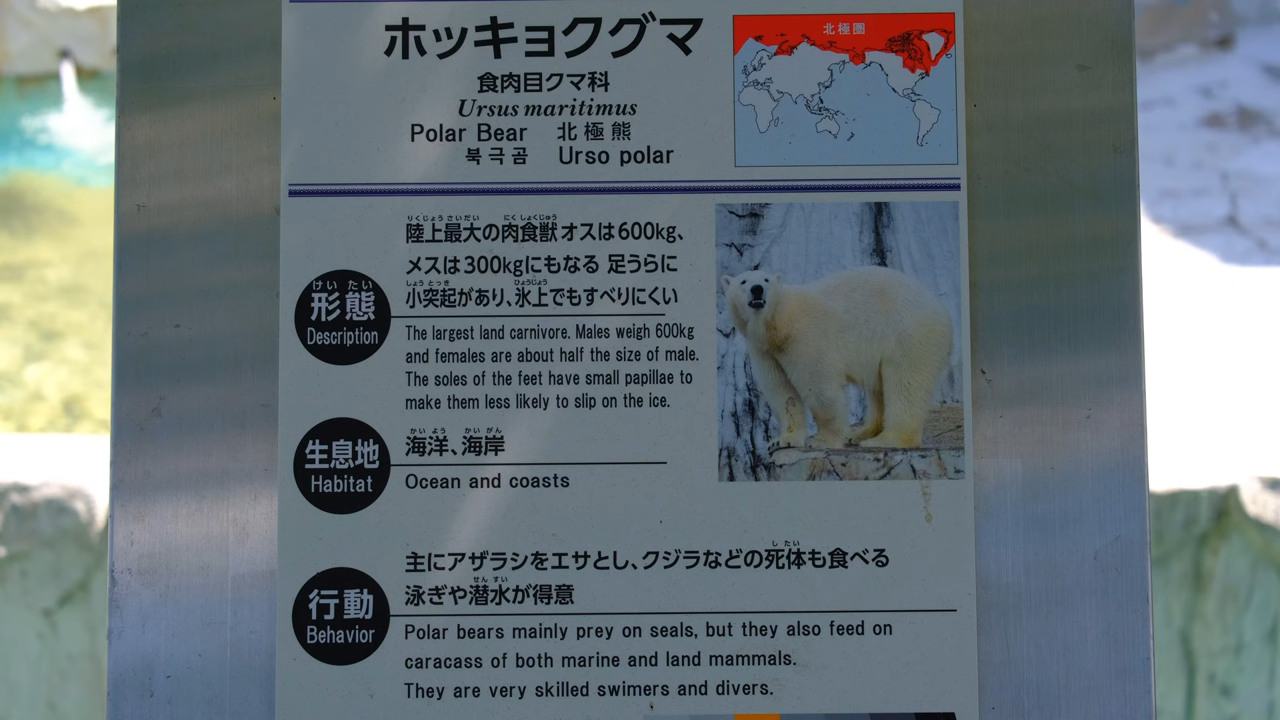 ホッキョクグマ
食肉目クマ科
Ursus maritimus
Polar Bear 北極熊
북극곰 Urso polar
北極圏
りくじょうさいだい にくしょくじゅう
陸上最大の肉食獣 オスは600kg、
メスは300kgにもなる 足うらに
しょうとっき ひょうじょう
小突起があり、氷上でもすべりにくい
けいたい
形態
Description
The largest land carnivore. Males weigh 600kg
and females are about half the size of male.
The soles of the feet have small papillae to
make them less likely to slip on the ice.
かいよう かいがん
海洋、海岸
生息地
Habitat
Ocean and coasts
したい
主にアザラシをエサとし、クジラなどの死体も食べる
せんすい
泳ぎや潜水が得意
行動
Behavior
Polar bears mainly prey on seals, but they also feed on
caracass of both marine and land mammals.
They are very skilled swimers and divers.